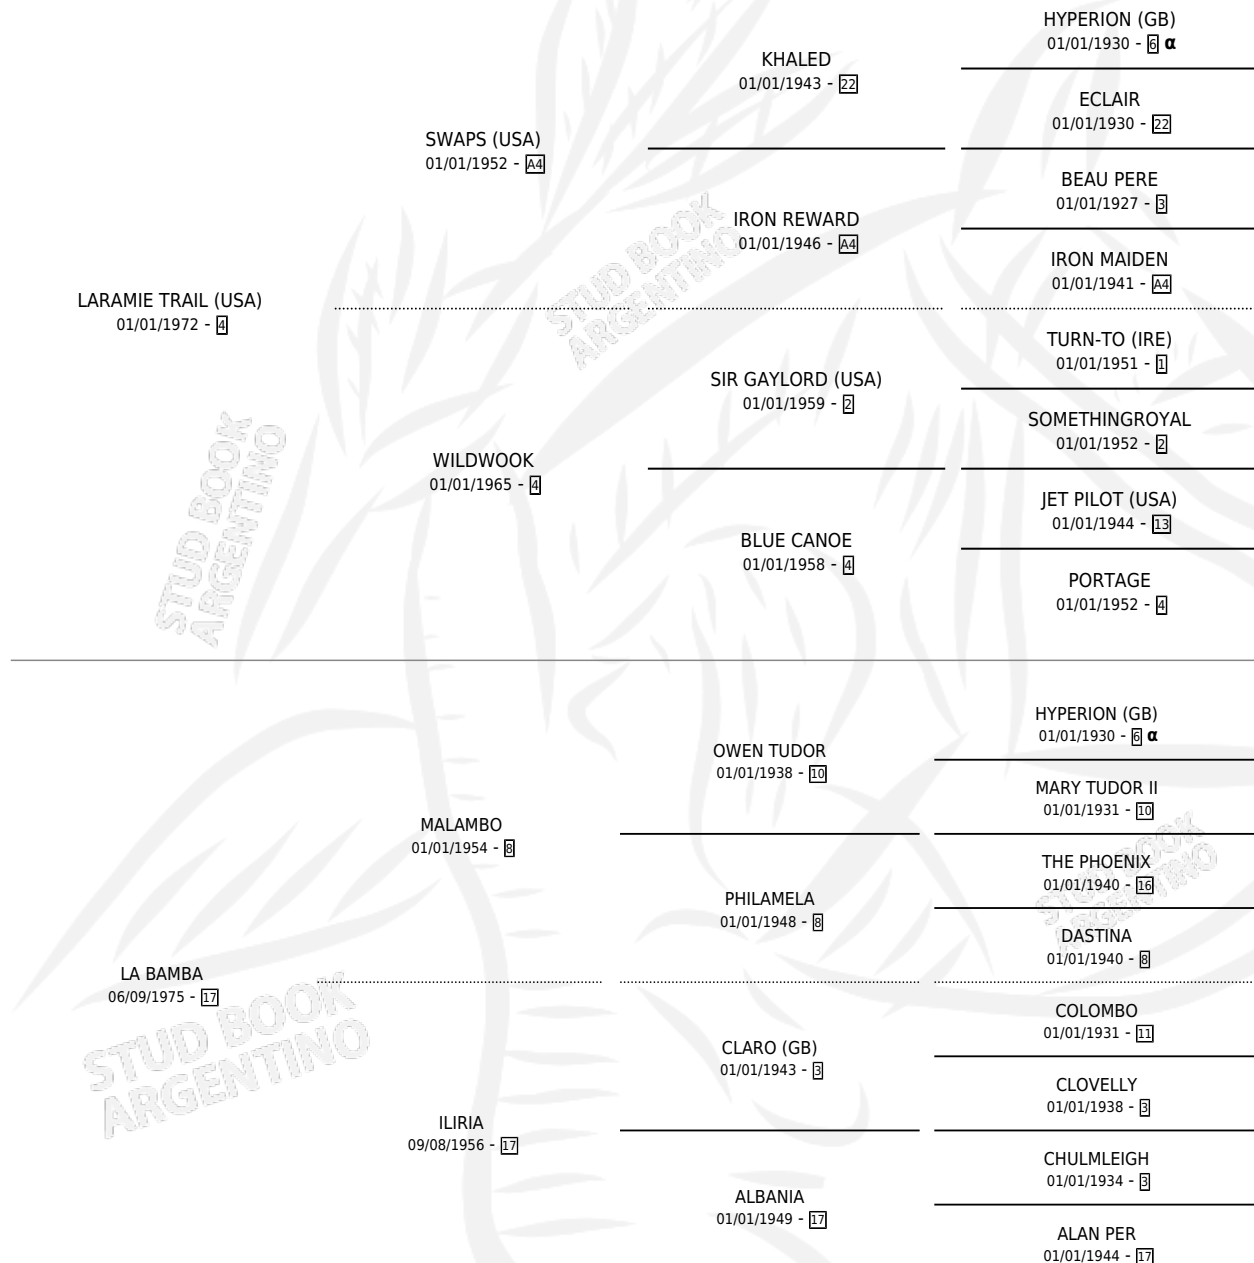 HYPERION (GB)
01/01/1930 - 6 α
KHALED
01/01/1943 - 22
ECLAIR
01/01/1930 - 22
SWAPS (USA)
01/01/1952 - A4
BEAU PERE
01/01/1927 - 3
IRON REWARD
01/01/1946 - A4
IRON MAIDEN
01/01/1941 - A4
LARAMIE TRAIL (USA)
01/01/1972 - 4
TURN-TO (IRE)
01/01/1951 - 1
SIR GAYLORD (USA)
01/01/1959 - 2
SOMETHINGROYAL
01/01/1952 - 2
WILDWOOK
01/01/1965 - 4
JET PILOT (USA)
01/01/1944 - 13
BLUE CANOE
01/01/1958 - 4
PORTAGE
01/01/1952 - 4
STUD BOOK
ARGENTINO
STUD BOOK
ARGENTINO
HYPERION (GB)
01/01/1930 - 6 α
OWEN TUDOR
01/01/1938 - 10
MARY TUDOR II
01/01/1931 - 10
MALAMBO
01/01/1954 - 8
THE PHOENIX
01/01/1940 - 16
PHILAMELA
01/01/1948 - 8
DASTINA
01/01/1940 - 8
LA BAMBA
06/09/1975 - 17
COLOMBO
01/01/1931 - 11
CLARO (GB)
01/01/1943 - 3
CLOVELLY
01/01/1938 - 3
ILIRIA
09/08/1956 - 17
CHULMLEIGH
01/01/1934 - 3
ALBANIA
01/01/1949 - 17
ALAN PER
01/01/1944 - 17
STUD BOOK
ARGENTINO
STUD BOOK
ARGENTINO